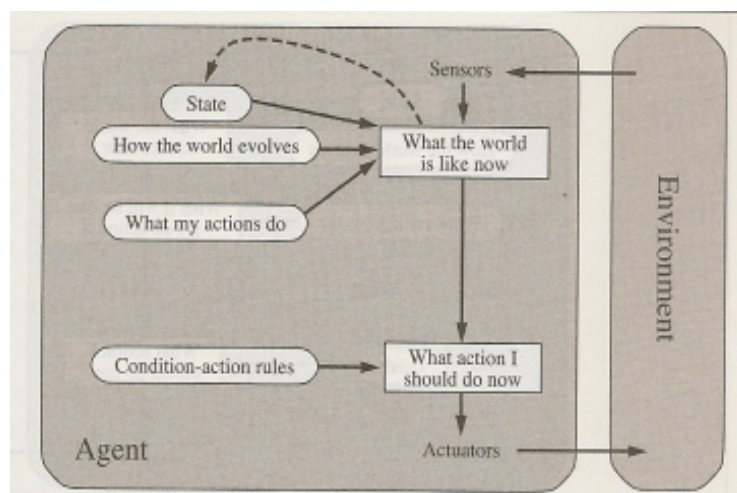 Sensors
State
How the world evolves
What the world
is like now
What my actions do
Environment
Condition-action rules
What action I
should do now
Agent
Actuators